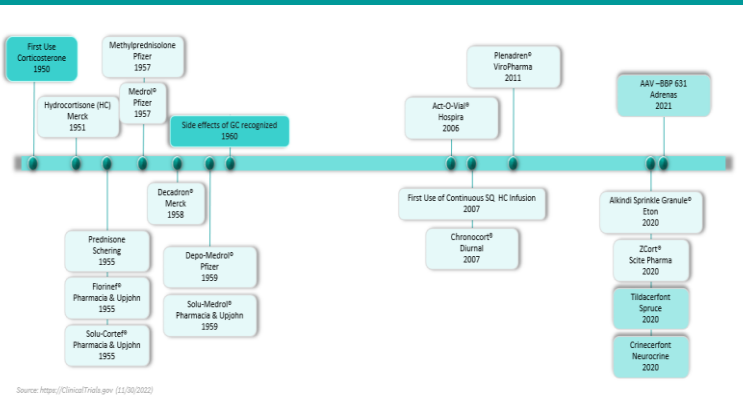 First Use
Corticosterone
1950
Hydrocortisone (HC)
Merck
1951
Methylprednisolone
Pfizer
1957
Medrol®
Pfizer
1957
Side effects of GC recognized
1960
Act-O-Vial®
Hospira
2006
Plenadren®
ViroPharma
2011
AAV –BBP 631
Adrenas
2021
Prednisone
Schering
1955
Florinef®
Pharmacia & Upjohn
1955
Solu-Cortef®
Pharmacia & Upjohn
1955
Decadron®
Merck
1958
Depo-Medrol®
Pfizer
1959
Solu-Medrol®
Pharmacia & Upjohn
1959
First Use of Continuous SQ HC Infusion
2007
Chronocort®
Diurnal
2007
Alkindi Sprinkle Granule®
Eton
2020
ZCort®
Scite Pharma
2020
Tildacerfont
Spruce
2020
Crinecerfont
Neurocrine
2020
Source: https://ClinicalTrials.gov (11/30/2022)